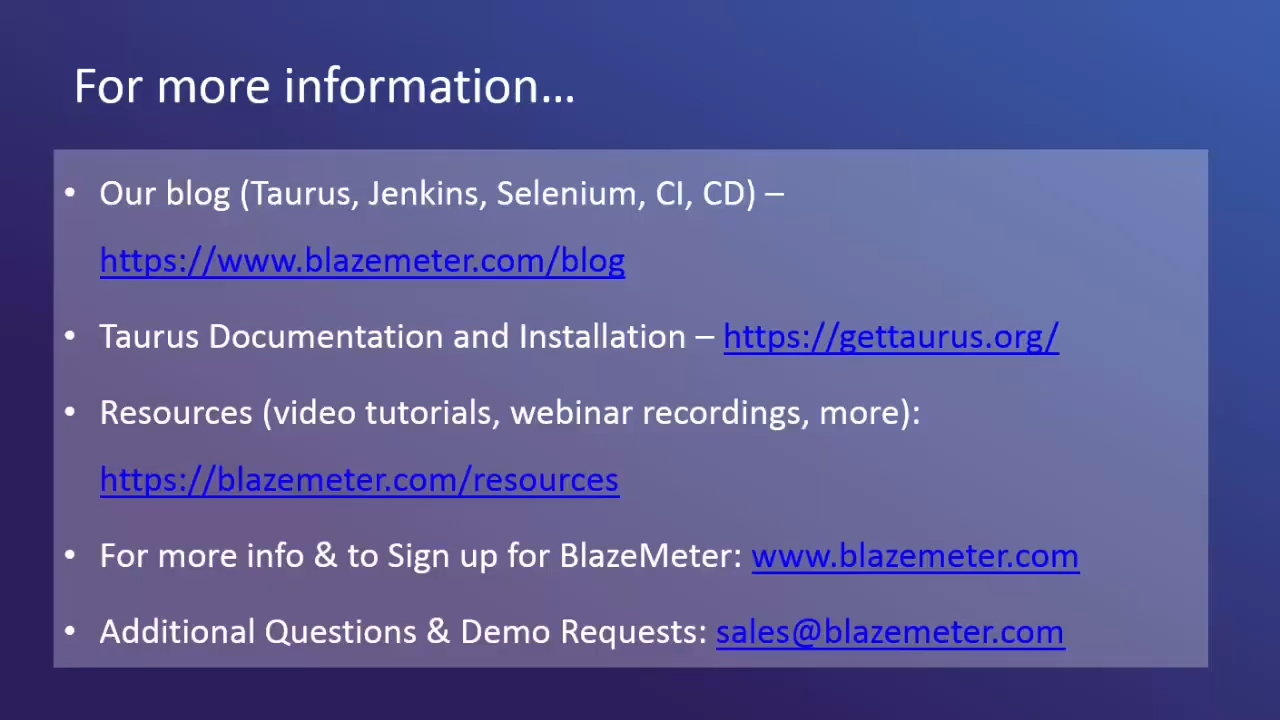 For more information...
• Our blog (Taurus, Jenkins, Selenium, CI, CD) –
https://www.blazemeter.com/blog
• Taurus Documentation and Installation – https://gettaurus.org/
• Resources (video tutorials, webinar recordings, more):
https://blazemeter.com/resources
• For more info & to Sign up for BlazeMeter: www.blazemeter.com
• Additional Questions & Demo Requests: sales@blazemeter.com